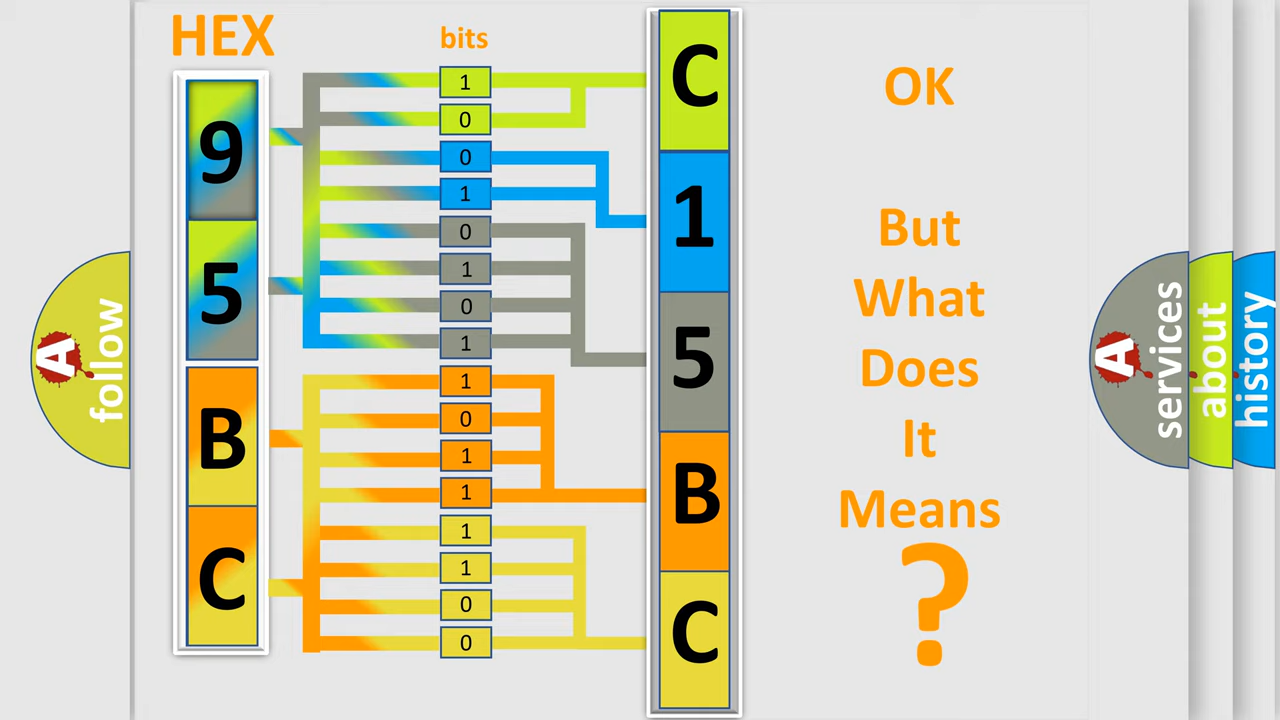 HEX
bits
9
5
B
C
1
0
0
1
0
1
0
1
1
0
1
1
1
1
0
0
C
1
5
B
C
OK
But
What
Does
It
Means
?
A
follow
A
services
about
history